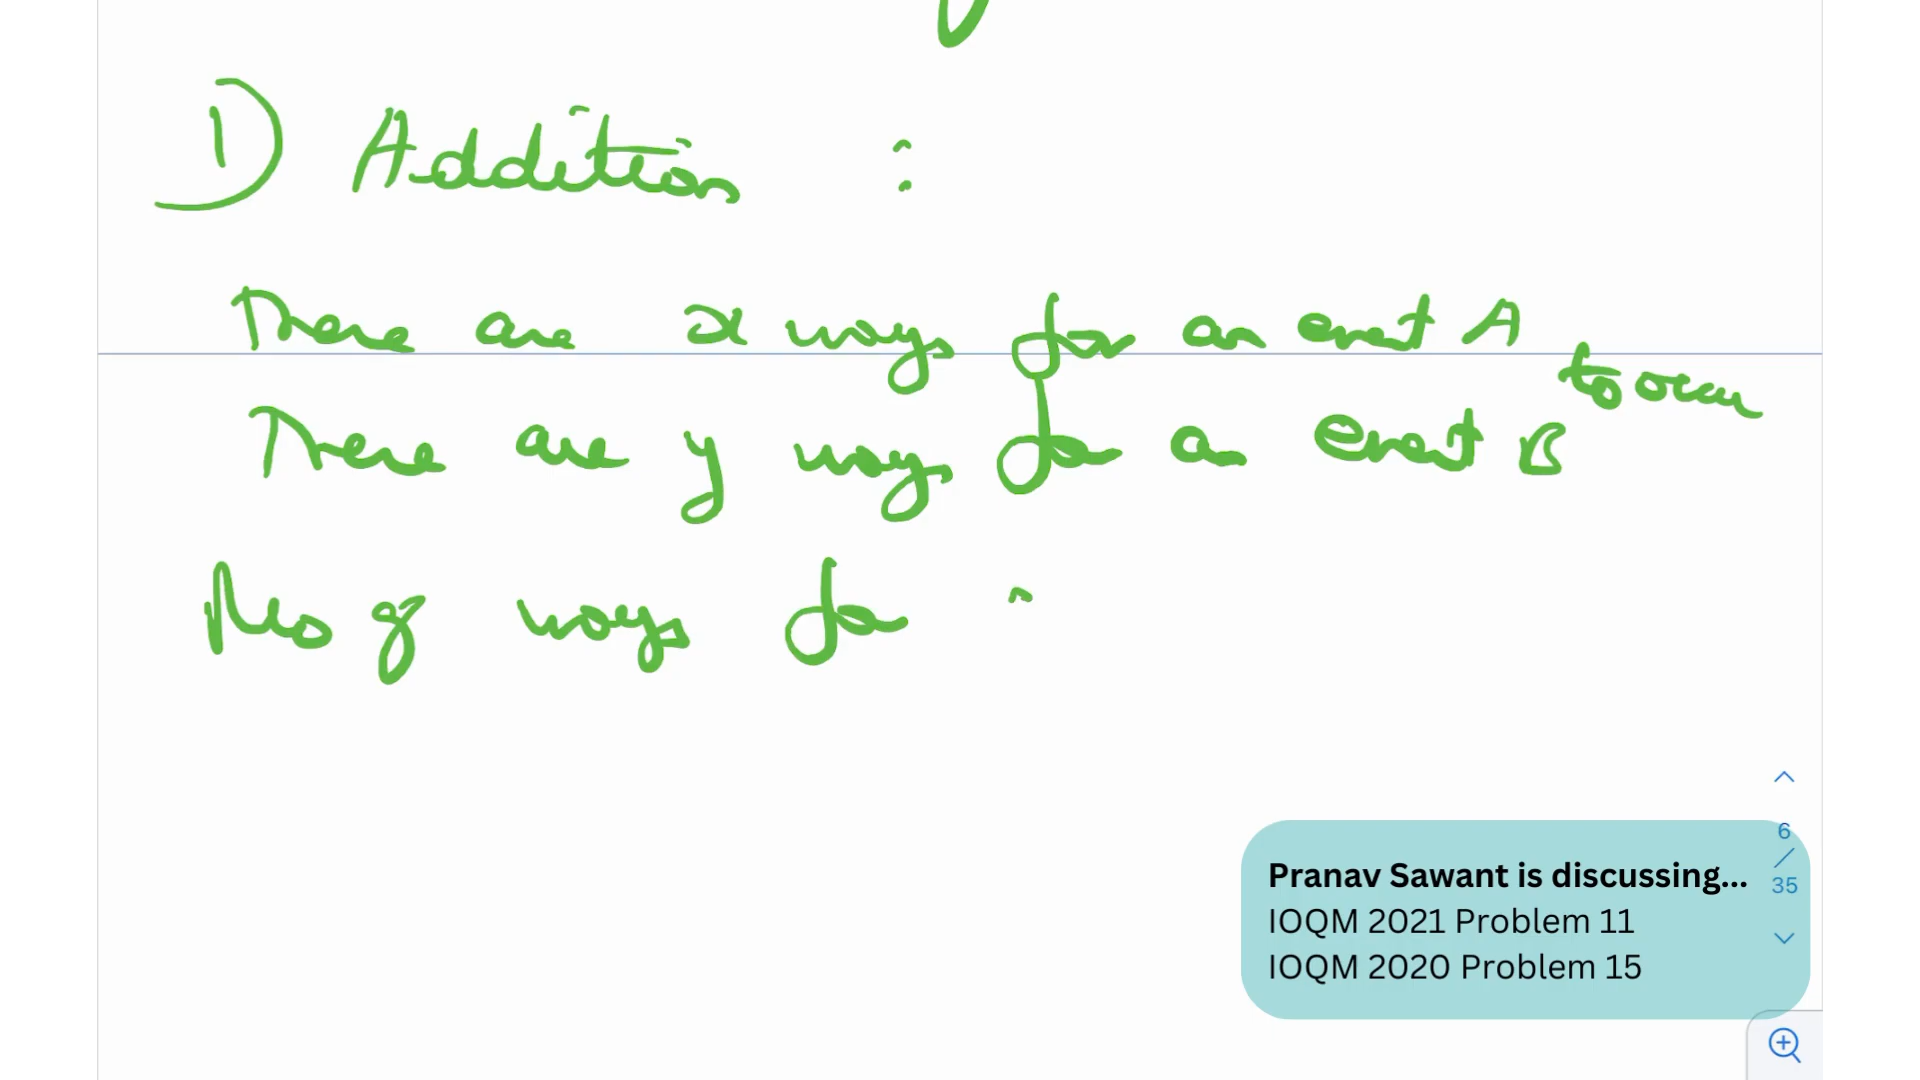 1) Addition :
There are x ways for an event A
to occur
There are y ways for an event B
No of ways for
6
/
35
Pranav Sawant is discussing...
IOQM 2021 Problem 11
IOQM 2020 Problem 15